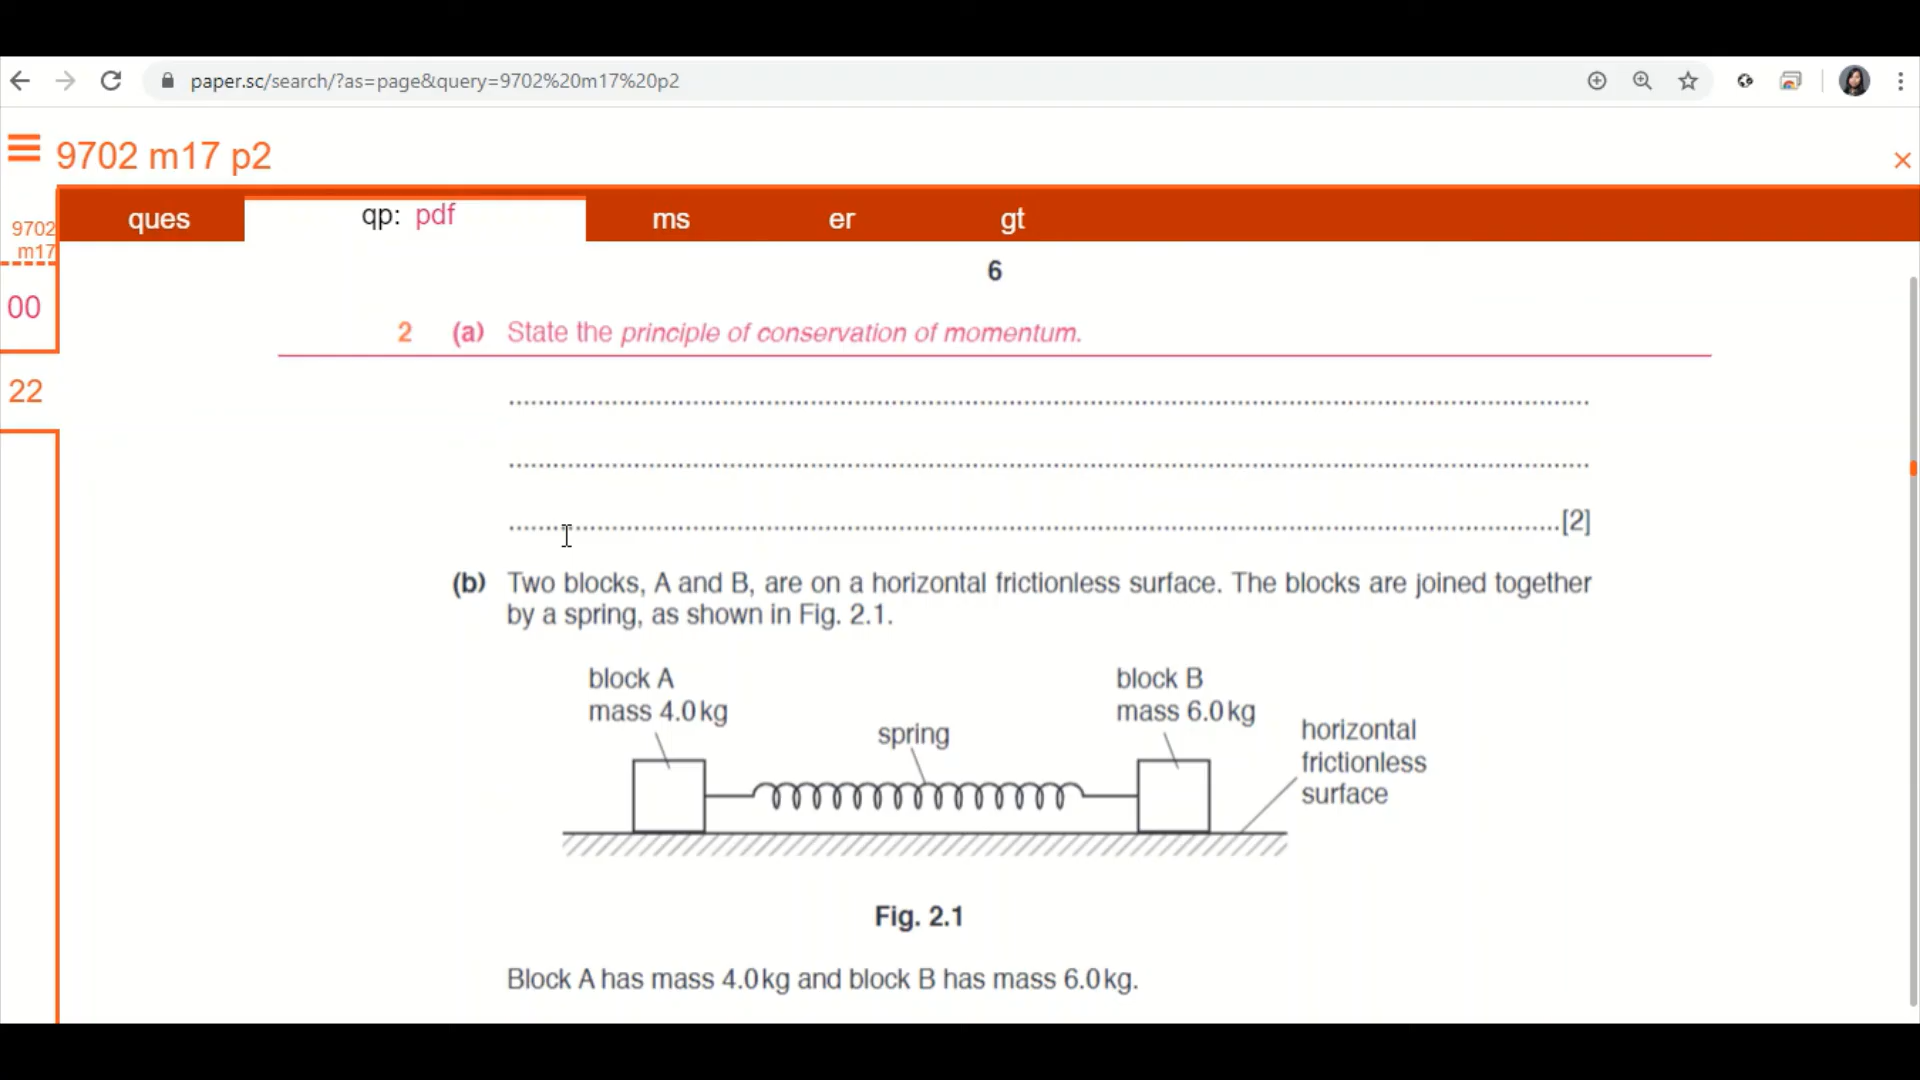 paper.sc/search/?as=page&query=9702%20m17%20p2
9702 m17 p2
×
9702
m17
00
22
ques
qp: pdf
ms
er
gt
6
2 (a) State the principle of conservation of momentum.
....................................................................................................
....................................................................................................
....................................................................................................[2]
(b) Two blocks, A and B, are on a horizontal frictionless surface. The blocks are joined together
by a spring, as shown in Fig. 2.1.
block A
mass 4.0 kg
spring
block B
mass 6.0 kg
horizontal
frictionless
surface
Fig. 2.1
Block A has mass 4.0 kg and block B has mass 6.0 kg.